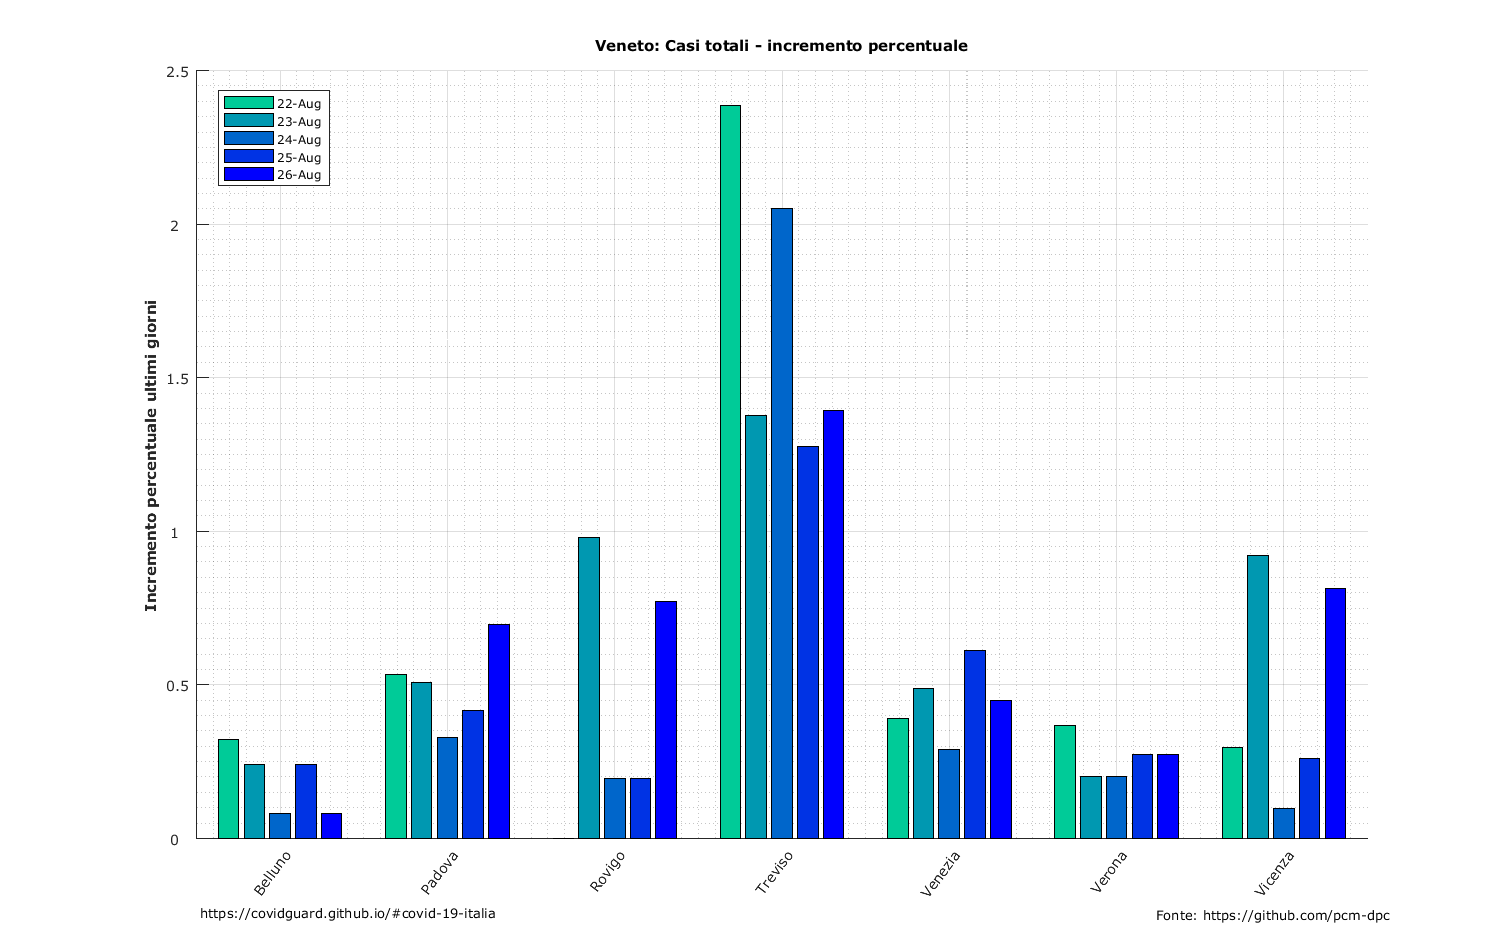 Veneto: Casi totali - incremento percentuale
2.5
2
1.5
1
0.5
0
Incremento percentuale ultimi giorni
22-Aug
23-Aug
24-Aug
25-Aug
26-Aug
Belluno
Padova
Rovigo
Treviso
Venezia
Verona
Vicenza
https://covidguard.github.io/#covid-19-italia
Fonte: https://github.com/pcm-dpc